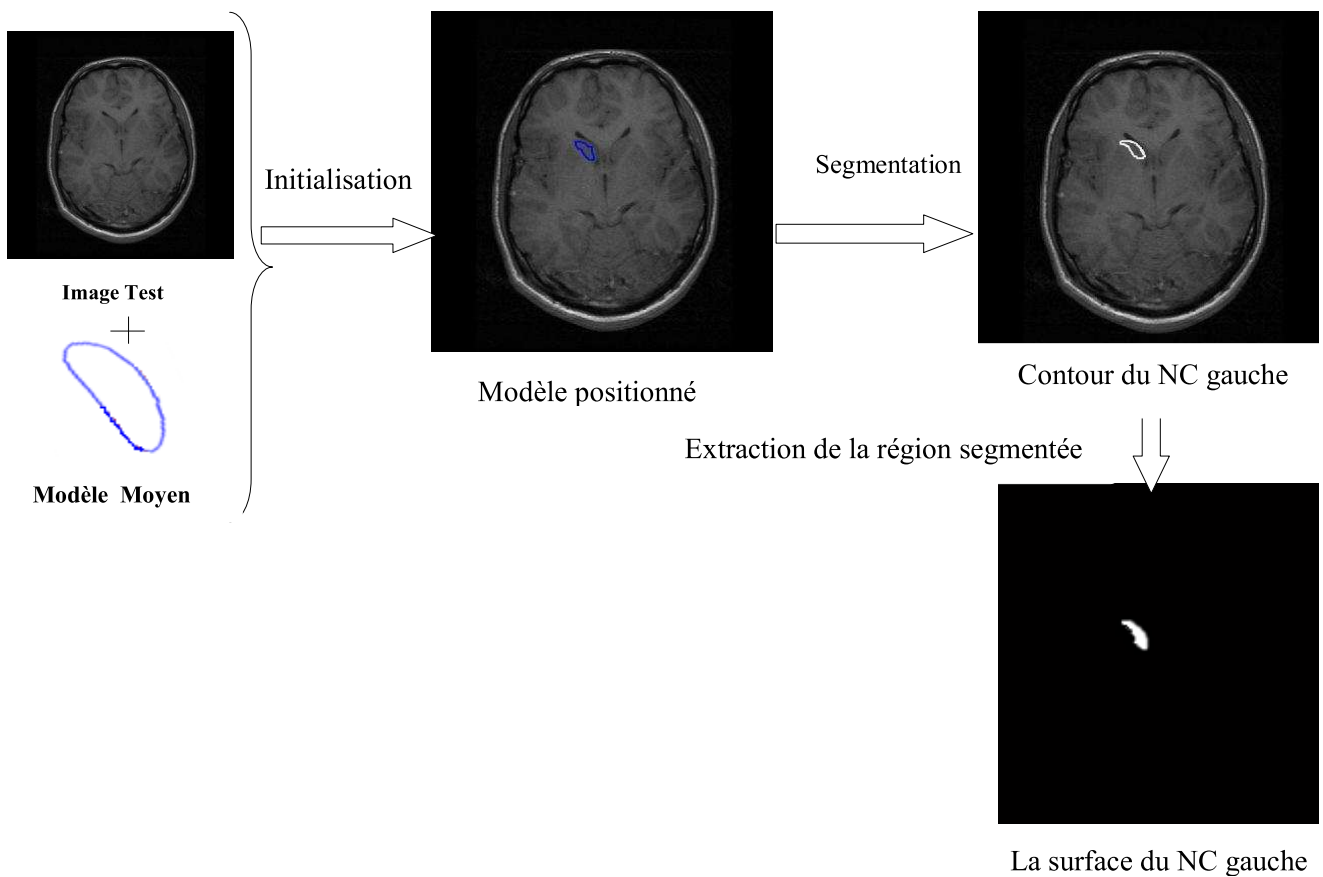 Image Test
Modèle Moyen
Initialisation
Modèle positionné
Segmentation
Contour du NC gauche
Extraction de la région segmentée
La surface du NC gauche